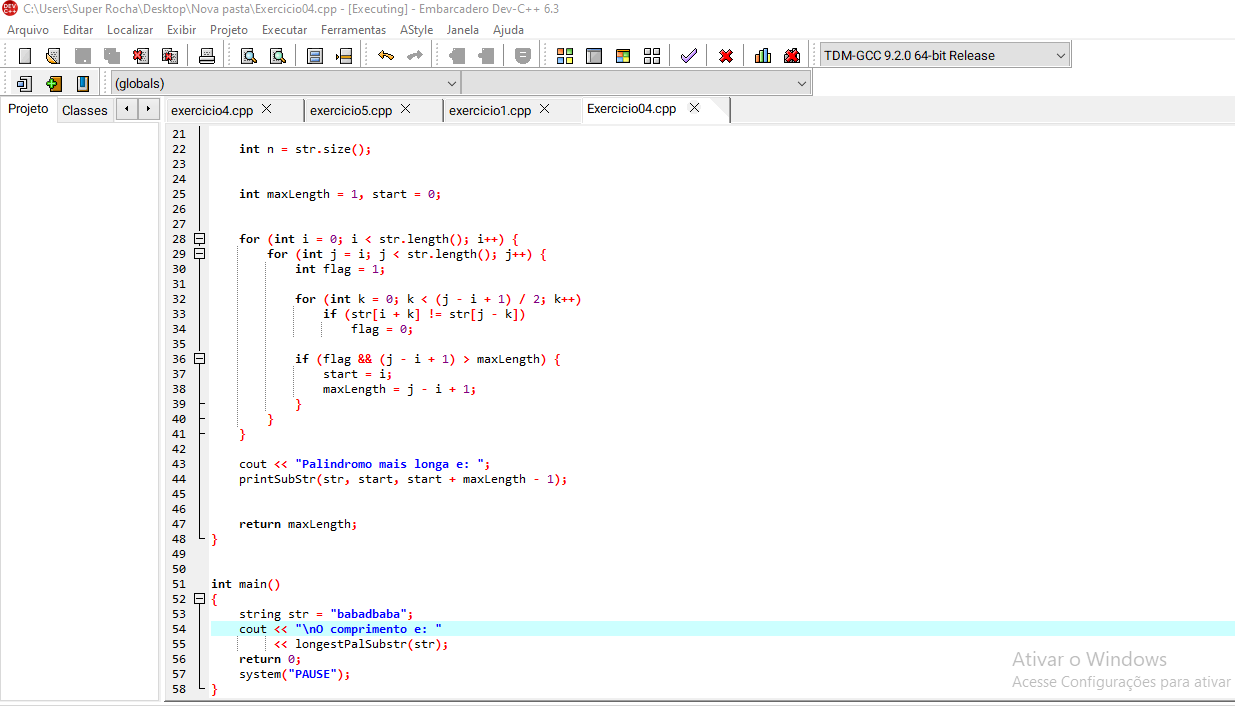 C:\Users\Super Rocha\Desktop\Nova pasta\Exercicio04.cpp - [Executing] - Embarcadero Dev-C++ 6.3
Arquivo Editar Localizar Exibir Projeto Executar Ferramentas AStyle Janela Ajuda
TDM-GCC 9.2.0 64-bit Release
(globals)
Projeto Classes exercicio4.cpp exercicio5.cpp exercicio1.cpp Exercicio04.cpp
21
22 int n = str.size();
23
24
25 int maxLength = 1, start = 0;
26
27
28 for (int i = 0; i < str.length(); i++) {
29 for (int j = i; j < str.length(); j++) {
30 int flag = 1;
31
32 for (int k = 0; k < (j - i + 1) / 2; k++)
33 if (str[i + k] != str[j - k])
34 flag = 0;
35
36 if (flag && (j - i + 1) > maxLength) {
37 start = i;
38 maxLength = j - i + 1;
39 }
40 }
41 }
42
43 cout << "Palindromo mais longa e: ";
44 printSubStr(str, start, start + maxLength - 1);
45
46
47 return maxLength;
48 }
49
50
51 int main()
52 {
53 string str = "babadbaba";
54 cout << "\nO comprimento e: "
55 << longestPalSubstr(str);
56 return 0;
57 system("PAUSE");
58 }
Ativar o Windows
Acesse Configurações para ativar